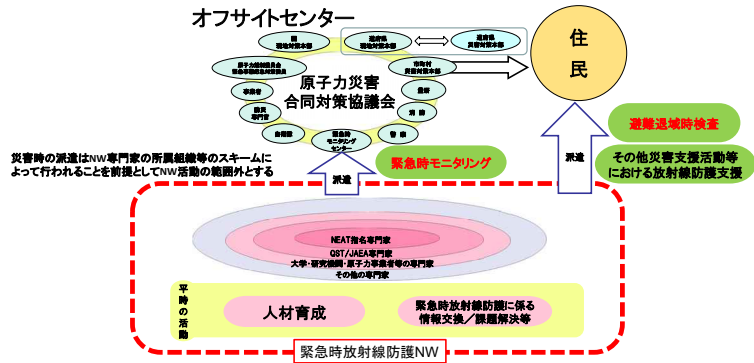 オフサイトセンター
国
現地対策本部
道府県
現地対策本部
道府県
災害対策本部
原子力規制委員会
緊急事態応急対策委員
市町村
災害対策本部
原子力災害
合同対策協議会
事業者
防災
専門官
自衛隊
緊急時
モニタリング
センター
警察
消防
住
民
避難退域時検査
その他災害支援活動等
における放射線防護支援
派遣
緊急時モニタリング
派遣
災害時の派遣はNW専門家の所属組織等のスキームに
よって行われることを前提としてNW活動の範囲外とする
NEAT指名専門家
QST/JAEA専門家
大学・研究機関・原子力事業者等の専門家
その他の専門家
平時の活動
人材育成
緊急時放射線防護に係る
情報交換／課題解決等
緊急時放射線防護NW